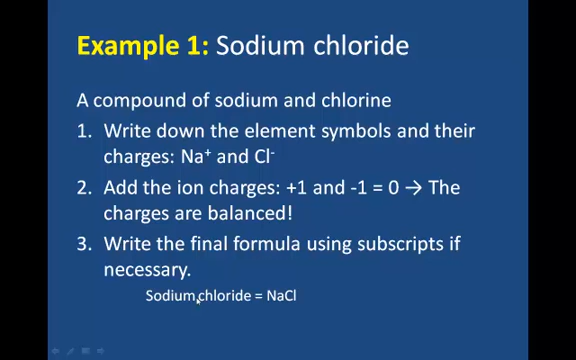 Example 1: Sodium chloride
A compound of sodium and chlorine
1. Write down the element symbols and their
charges: Na⁺ and Cl⁻
2. Add the ion charges: +1 and -1 = 0 → The
charges are balanced!
3. Write the final formula using subscripts if
necessary.
Sodium chloride = NaCl